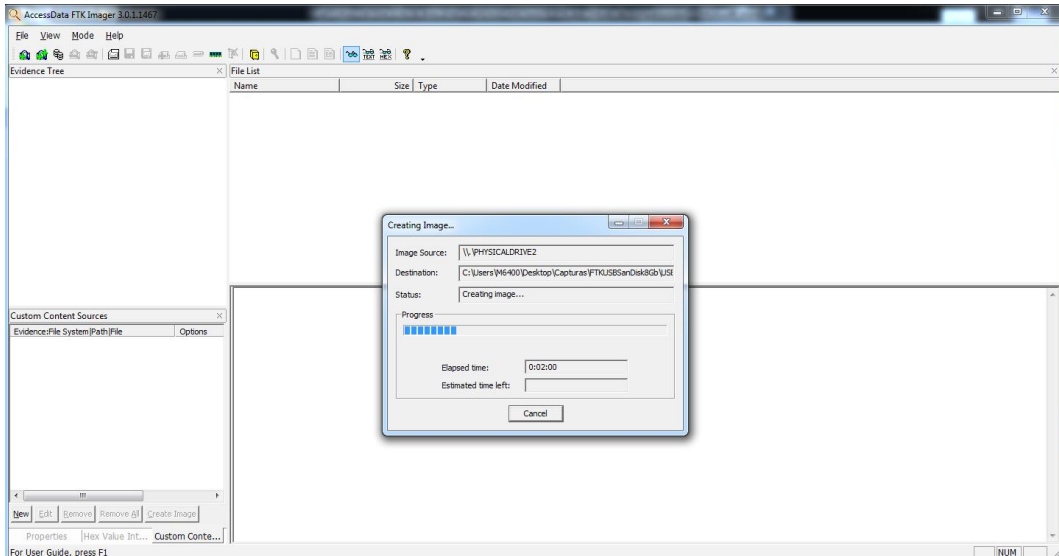 AccessData FTK Imager 3.0.1.1467
File View Mode Help
Evidence Tree
File List
Name Size Type Date Modified
Creating Image...
Image Source: \\.\PHYSICALDRIVE2
Destination: C:\Users\M6400\Desktop\Capturas\FTKUSBSanDisk8Gb\USE
Status: Creating image...
Progress
Elapsed time: 0:02:00
Estimated time left:
Cancel
Custom Content Sources
Evidence:File System|Path|File Options
New Edit Remove Remove All Create Image
Properties Hex Value Int... Custom Conte...
For User Guide, press F1
NUM